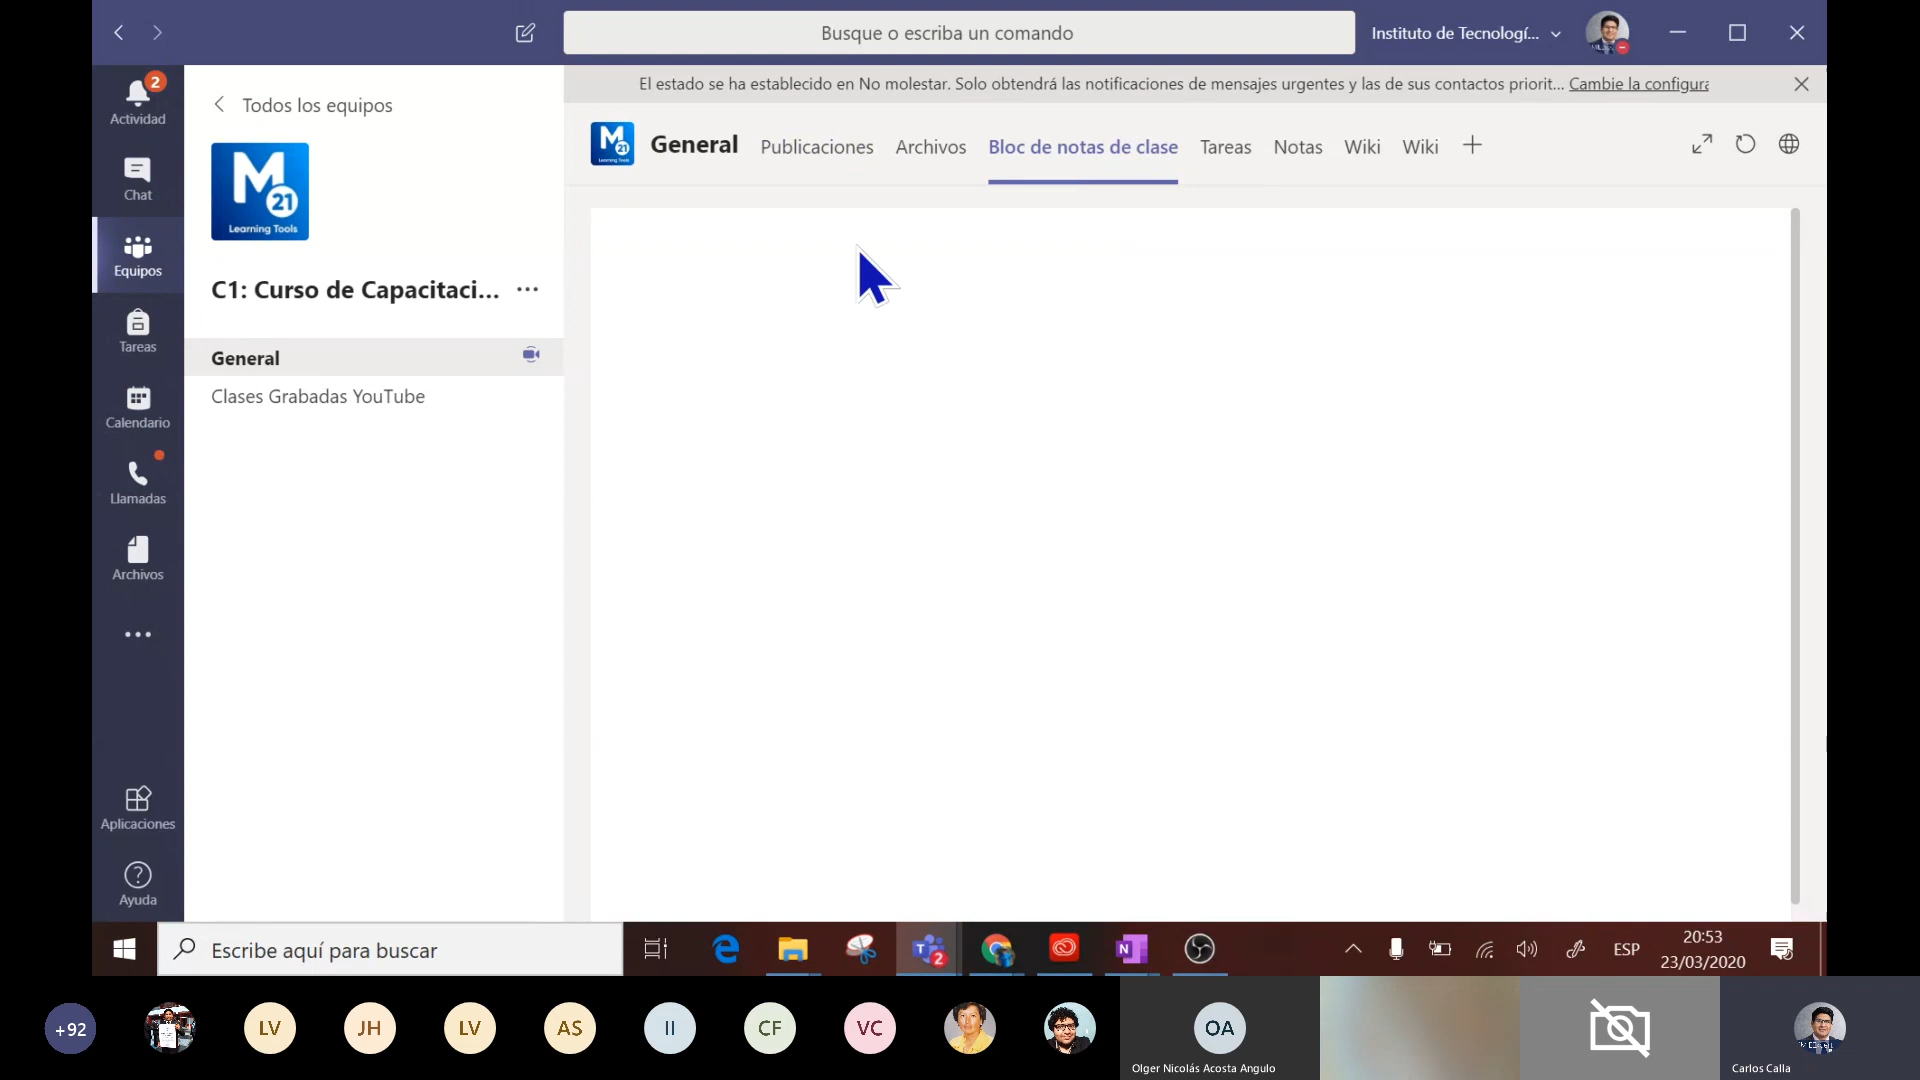 Busque o escriba un comando
Instituto de Tecnologí...
El estado se ha establecido en No molestar. Solo obtendrá las notificaciones de mensajes urgentes y las de sus contactos priorit... Cambie la configura
2
Actividad
Chat
Equipos
Tareas
Calendario
Llamadas
Archivos
Aplicaciones
Ayuda
Todos los equipos
M
21
Learning Tools
C1: Curso de Capacitaci...
General
Clases Grabadas YouTube
M
21
Learning Tools
General
Publicaciones
Archivos
Bloc de notas de clase
Tareas
Notas
Wiki
Wiki
Escribe aquí para buscar
T
2
N
ESP
20:53
23/03/2020
+92
LV
JH
LV
AS
II
CF
VC
OA
Olger Nicolás Acosta Angulo
Carlos Calla